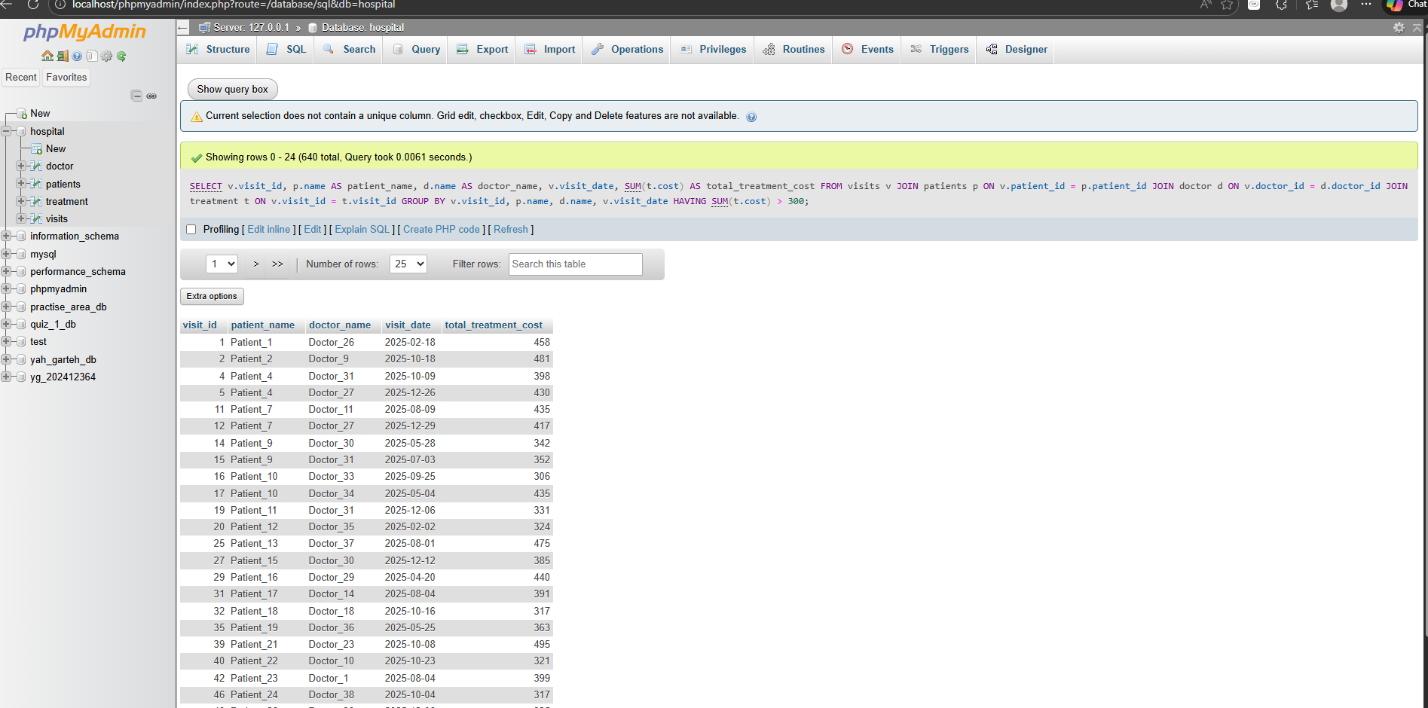 localhost/phpmyadmin/index.php?route=/database/sql&db=hospital
Chat
phpMyAdmin
Recent Favorites
New
hospital
New
doctor
patients
treatment
visits
information_schema
mysql
performance_schema
phpmyadmin
practise_area_db
quiz_1_db
test
yah_garteh_db
yg_202412364
Server: 127.0.0.1 » Database: hospital
Structure SQL Search Query Export Import Operations Privileges Routines Events Triggers Designer
Show query box
Current selection does not contain a unique column. Grid edit, checkbox, Edit, Copy and Delete features are not available.
Showing rows 0 - 24 (640 total, Query took 0.0061 seconds.)
SELECT v.visit_id, p.name AS patient_name, d.name AS doctor_name, v.visit_date, SUM(t.cost) AS total_treatment_cost FROM visits v JOIN patients p ON v.patient_id = p.patient_id JOIN doctor d ON v.doctor_id = d.doctor_id JOIN
treatment t ON v.visit_id = t.visit_id GROUP BY v.visit_id, p.name, d.name, v.visit_date HAVING SUM(t.cost) > 300;
Profiling [ Edit inline ] [ Edit ] [ Explain SQL ] [ Create PHP code ] [ Refresh ]
1 > >> | Number of rows: 25 Filter rows: Search this table
Extra options
visit_id patient_name doctor_name visit_date total_treatment_cost
1 Patient_1 Doctor_26 2025-02-18 458
2 Patient_2 Doctor_9 2025-10-18 481
4 Patient_4 Doctor_31 2025-10-09 398
5 Patient_4 Doctor_27 2025-12-26 430
11 Patient_7 Doctor_11 2025-08-09 435
12 Patient_7 Doctor_27 2025-12-29 417
14 Patient_9 Doctor_30 2025-05-28 342
15 Patient_9 Doctor_31 2025-07-03 352
16 Patient_10 Doctor_33 2025-09-25 306
17 Patient_10 Doctor_34 2025-05-04 435
19 Patient_11 Doctor_31 2025-12-06 331
20 Patient_12 Doctor_35 2025-02-02 324
25 Patient_13 Doctor_37 2025-08-01 475
27 Patient_15 Doctor_30 2025-12-12 385
29 Patient_16 Doctor_29 2025-04-20 440
31 Patient_17 Doctor_14 2025-08-04 391
32 Patient_18 Doctor_18 2025-10-16 317
35 Patient_19 Doctor_36 2025-05-25 363
39 Patient_21 Doctor_23 2025-10-08 495
40 Patient_22 Doctor_10 2025-10-23 321
42 Patient_23 Doctor_1 2025-08-04 399
46 Patient_24 Doctor_38 2025-10-04 317